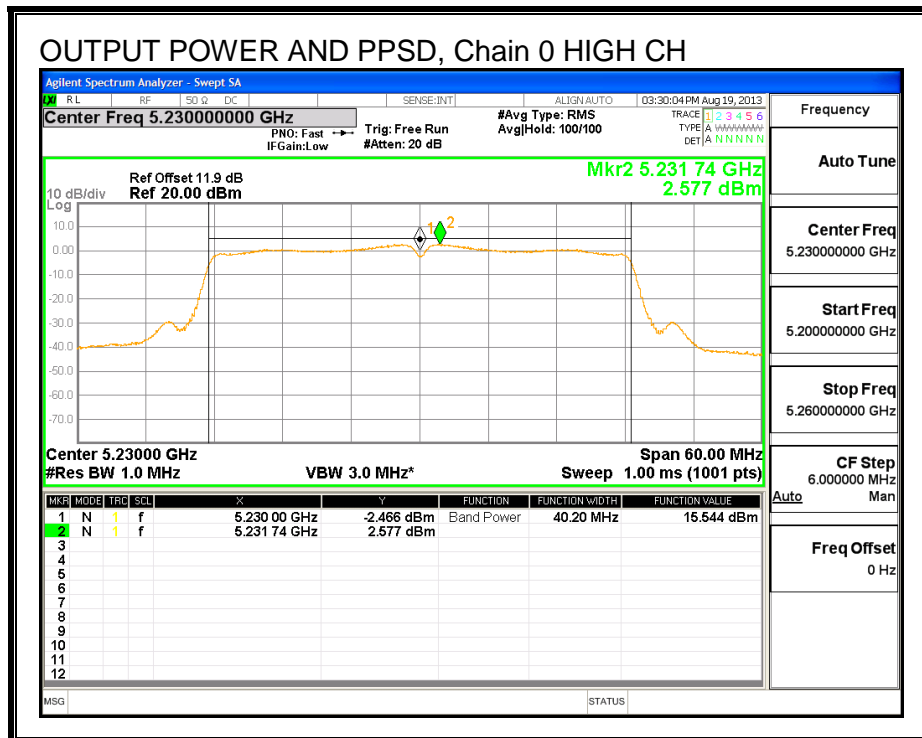 OUTPUT POWER AND PPSD, Chain 0 HIGH CH
Agilent Spectrum Analyzer - Swept SA
LXI RL RF 50 Ω DC SENSE:INT ALIGN AUTO 03:30:04 PM Aug 19, 2013
Center Freq 5.230000000 GHz
PNO: Fast
IFGain:Low
Trig: Free Run
#Atten: 20 dB
#Avg Type: RMS
Avg|Hold: 100/100
TRACE 1 2 3 4 5 6
TYPE A WWWWWW
DET A N N N N N
Frequency
Auto Tune
Center Freq
5.230000000 GHz
Start Freq
5.200000000 GHz
Stop Freq
5.260000000 GHz
CF Step
6.000000 MHz
Auto Man
Freq Offset
0 Hz
Mkr2 5.231 74 GHz
2.577 dBm
Ref Offset 11.9 dB
10 dB/div Ref 20.00 dBm
Log
1 2
10.0
0.00
-10.0
-20.0
-30.0
-40.0
-50.0
-60.0
-70.0
Center 5.23000 GHz Span 60.00 MHz
#Res BW 1.0 MHz VBW 3.0 MHz* Sweep 1.00 ms (1001 pts)
MKR MODE TRC SCL X Y FUNCTION FUNCTION WIDTH FUNCTION VALUE
1 N 1 f 5.230 00 GHz -2.466 dBm Band Power 40.20 MHz 15.544 dBm
2 N 1 f 5.231 74 GHz 2.577 dBm
3
4
5
6
7
8
9
10
11
12
MSG STATUS